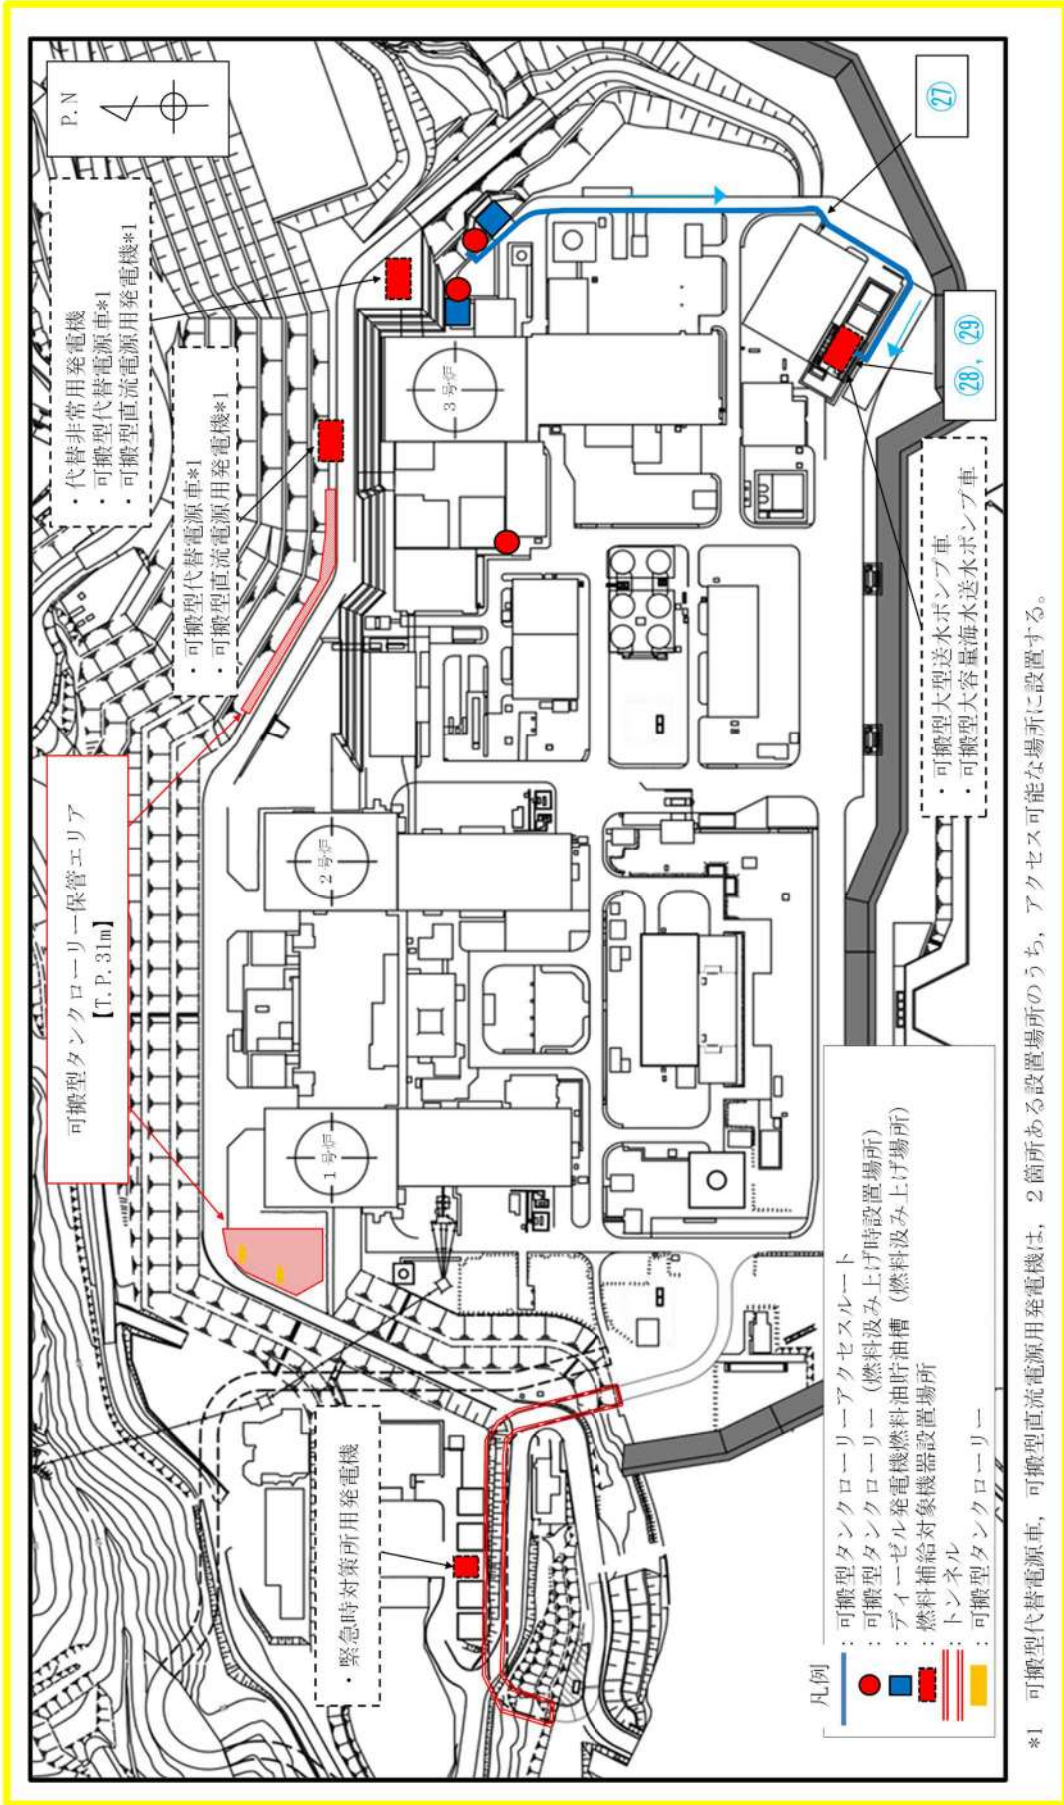 P.N
・代替非常用発電機
・可搬型代替電源車*1
・可搬型直流電源用発電機*1
・可搬型代替電源車*1
・可搬型直流電源用発電機*1
可搬型タンクローリー保管エリア
【T.P.31m】
・緊急時対策所用発電機
1号炉
2号炉
3号炉
㉗
㉘，㉙
・可搬型大型送水ポンプ車
・可搬型大容量海水送水ポンプ車
凡例
：可搬型タンクローリーアクセスルート
：可搬型タンクローリー（燃料汲み上げ時設置場所）
：ディーゼル発電機燃料油貯油槽（燃料汲み上げ場所）
：燃料補給対象機器設置場所
：トンネル
：可搬型タンクローリー
*1　可搬型代替電源車，可搬型直流電源用発電機は，２箇所ある設置場所のうち，アクセス可能な場所に設置する。